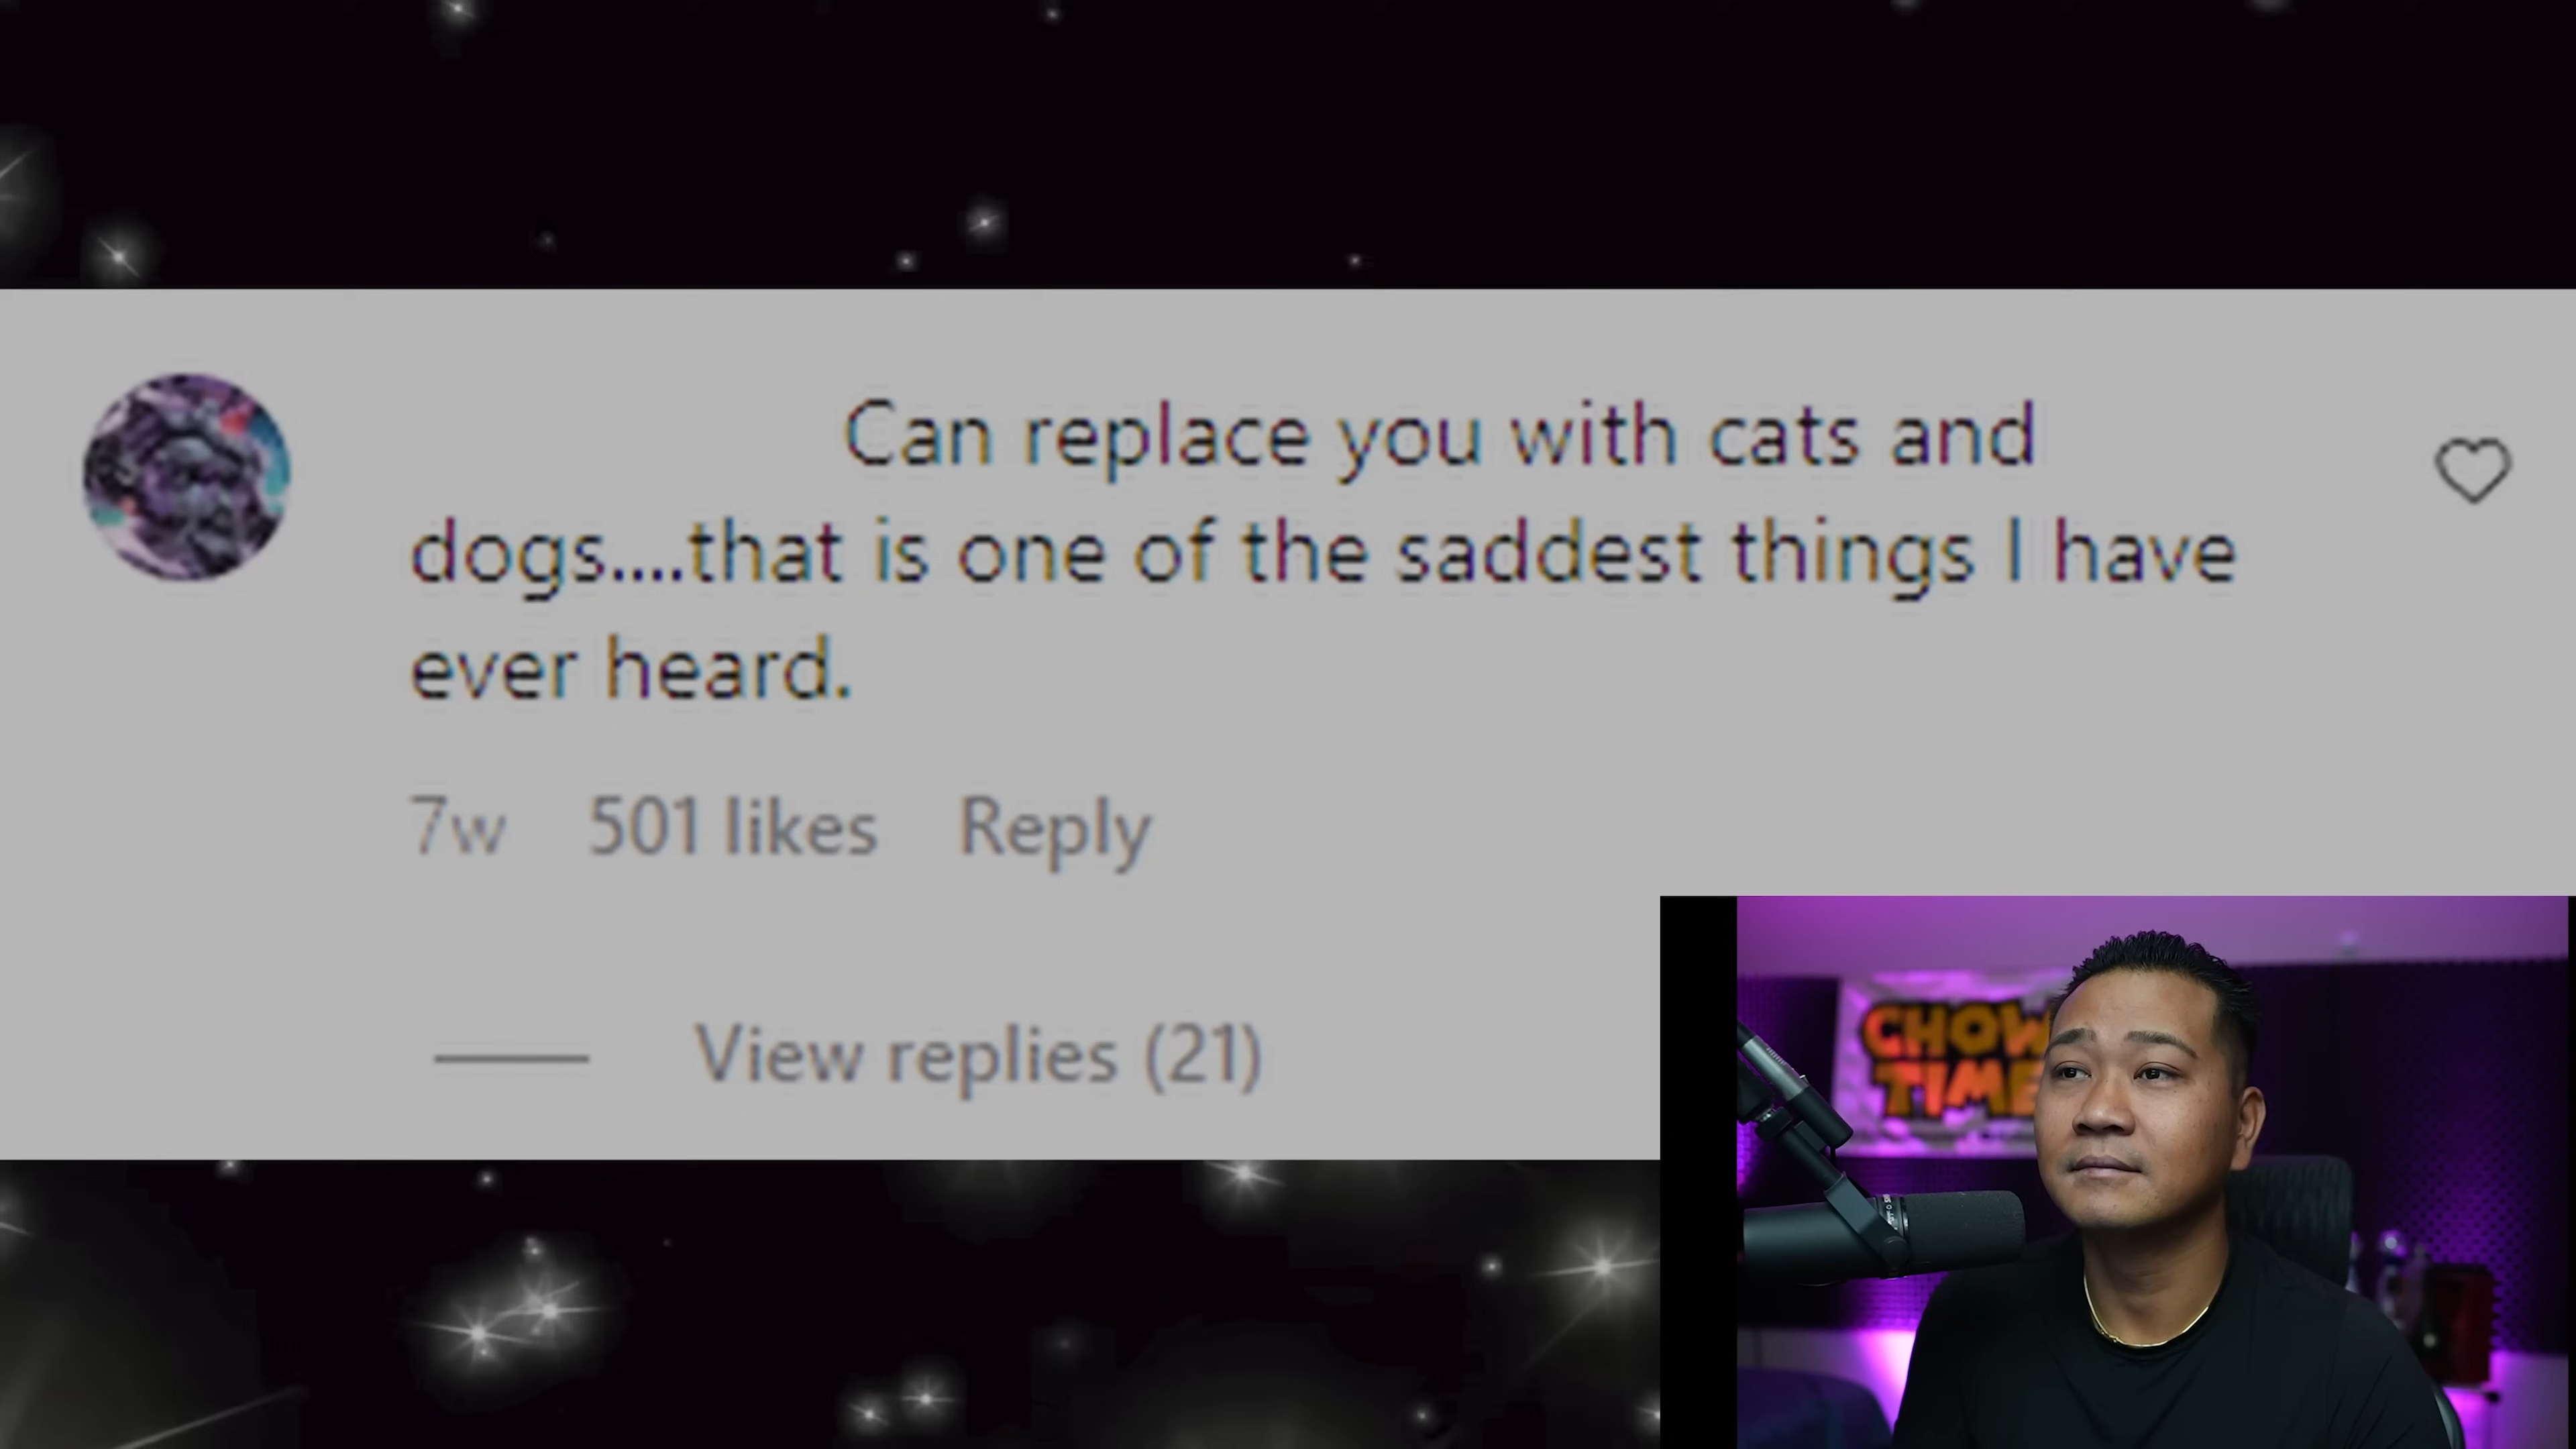 Can replace you with cats and
dogs....that is one of the saddest things I have
ever heard.
7w 501 likes Reply
View replies (21)
CHOW
TIME